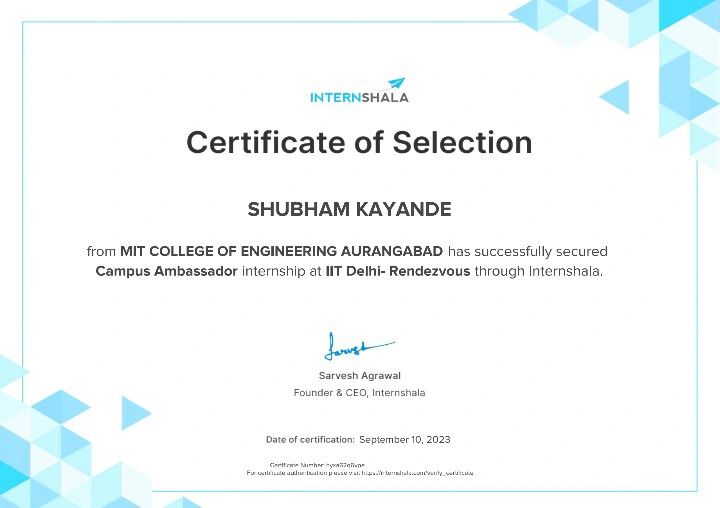 INTERNSHALA
Certificate of Selection
SHUBHAM KAYANDE
from MIT COLLEGE OF ENGINEERING AURANGABAD has successfully secured
Campus Ambassador internship at IIT Delhi- Rendezvous through Internshala.
Sarvesh
Sarvesh Agrawal
Founder & CEO, Internshala
Date of certification: September 10, 2023
Certificate Number: hyxa62q6vpe
For certificate authentication please visit https://internshala.com/verify_certificate